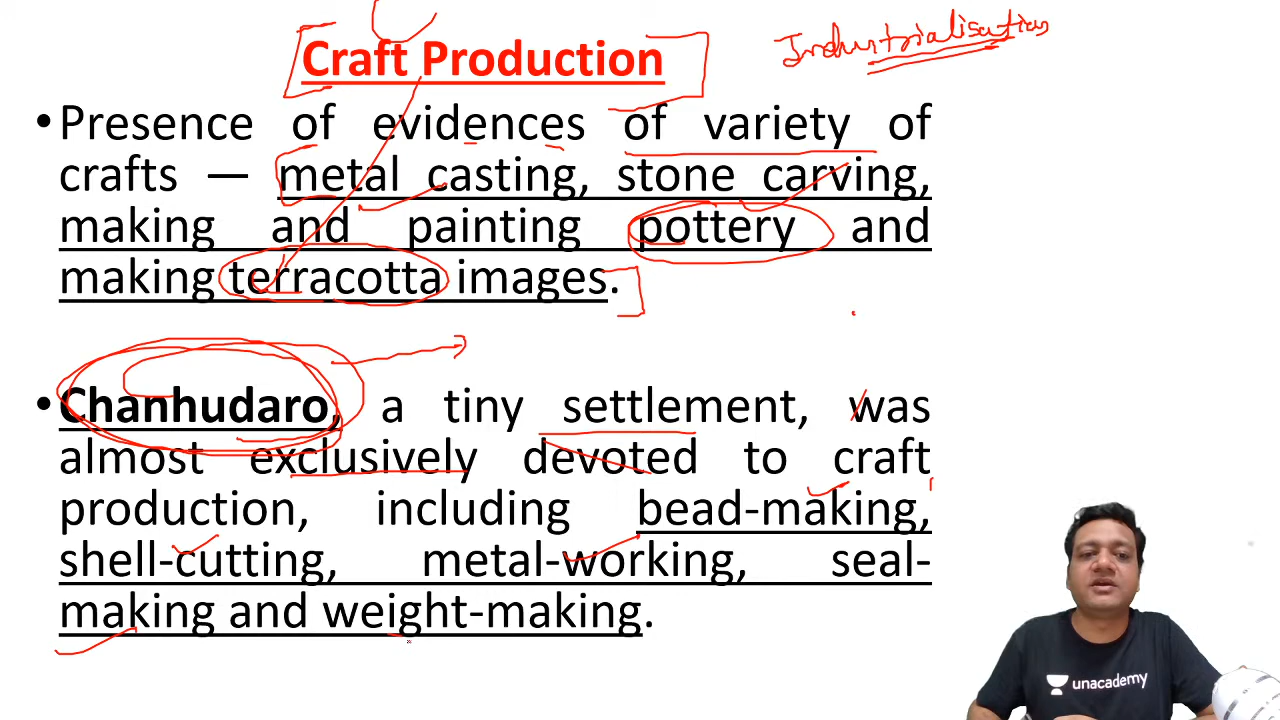 Craft Production
Industrialisation
• Presence of evidences of variety of
crafts — metal casting, stone carving,
making and painting pottery and
making terracotta images.
• Chanhudaro, a tiny settlement, was
almost exclusively devoted to craft
production, including bead-making,
shell-cutting, metal-working, seal-
making and weight-making.
unacademy